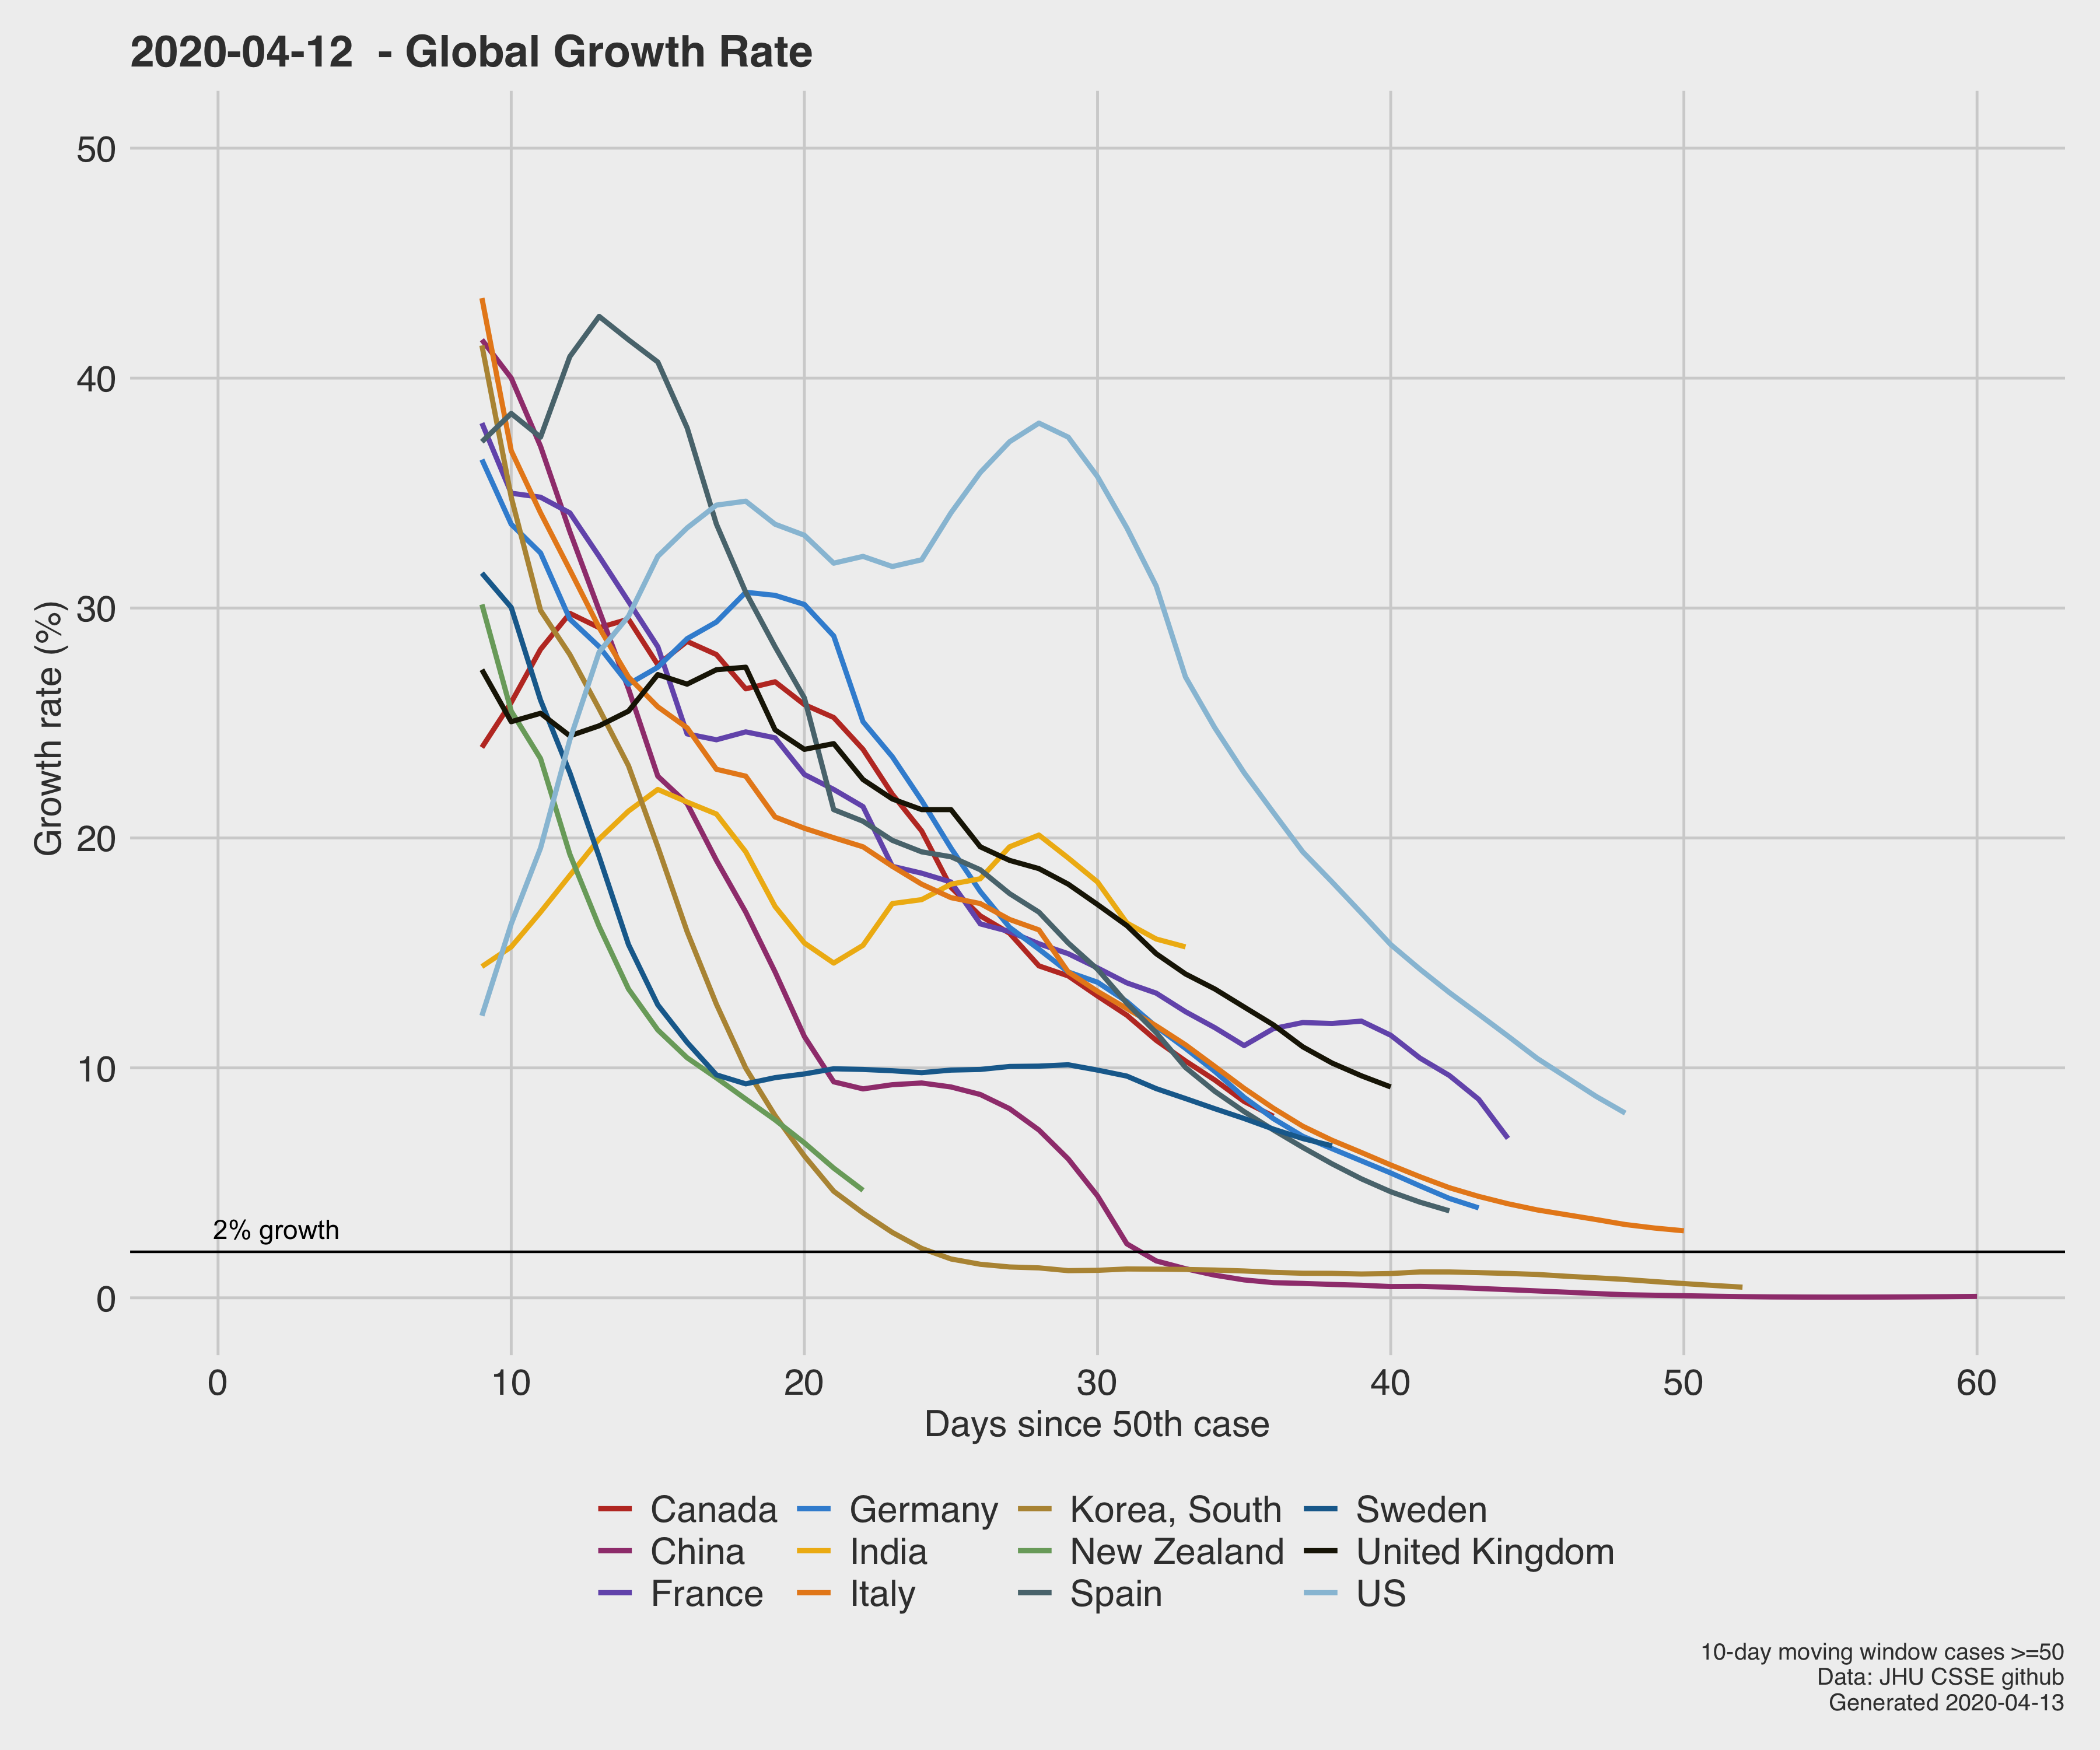 2020-04-12  - Global Growth Rate
50
40
30
20
10
0
Growth rate (%)
2% growth
0 10 20 30 40 50 60
Days since 50th case
Canada Germany Korea, South Sweden
China India New Zealand United Kingdom
France Italy Spain US
10-day moving window cases >=50
Data: JHU CSSE github
Generated 2020-04-13